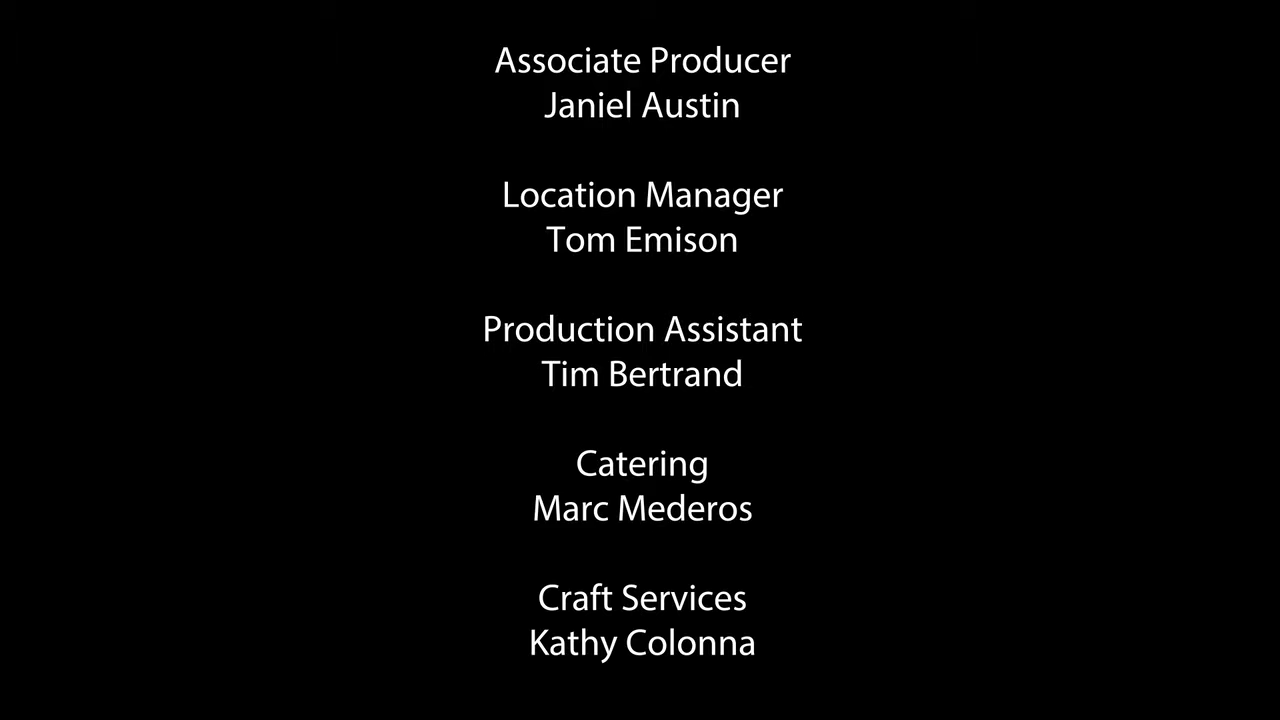 Associate Producer
Janiel Austin
Location Manager
Tom Emison
Production Assistant
Tim Bertrand
Catering
Marc Mederos
Craft Services
Kathy Colonna